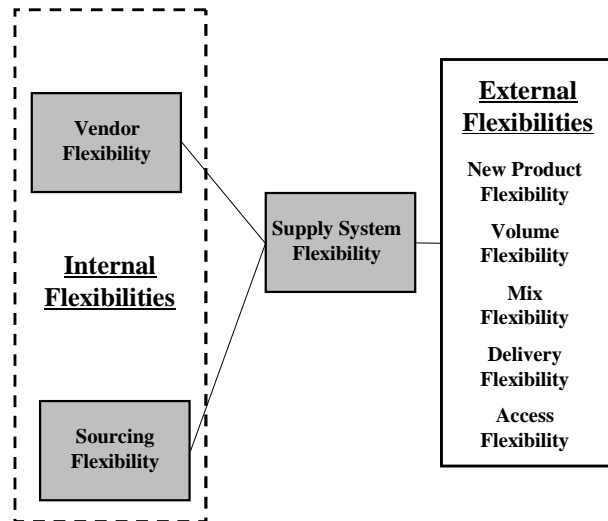 Vendor
Flexibility
Internal
Flexibilities
Sourcing
Flexibility
Supply System
Flexibility
External
Flexibilities
New Product
Flexibility
Volume
Flexibility
Mix
Flexibility
Delivery
Flexibility
Access
Flexibility